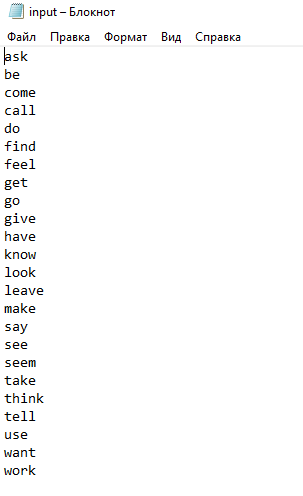 input – Блокнот
Файл Правка Формат Вид Справка
ask
be
come
call
do
find
feel
get
go
give
have
know
look
leave
make
say
see
seem
take
think
tell
use
want
work